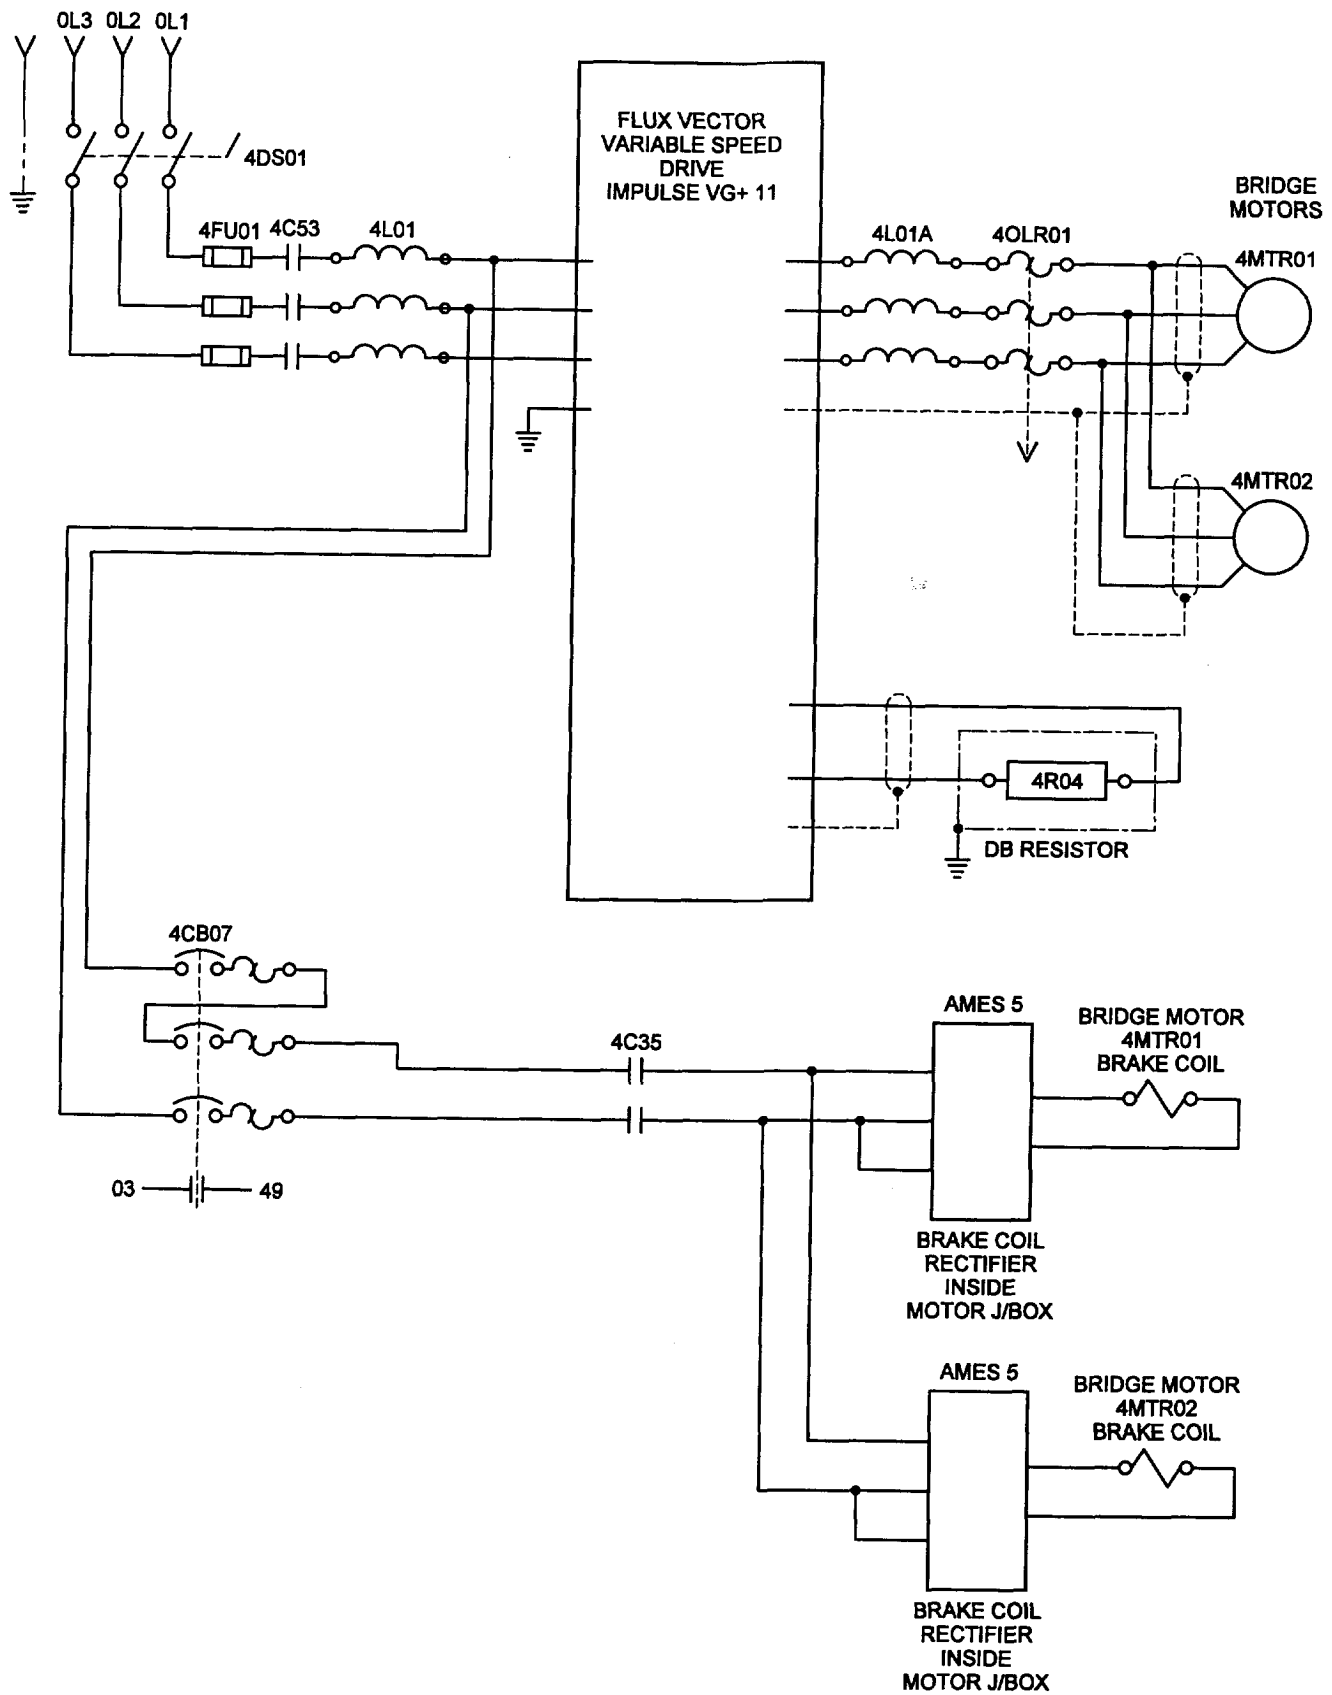 0L3 0L2 0L1
4DS01
FLUX VECTOR
VARIABLE SPEED
DRIVE
IMPULSE VG+ 11
BRIDGE
MOTORS
4FU01 4C53 4L01
4L01A 4OLR01
4MTR01
4MTR02
4R04
DB RESISTOR
4CB07
03 49
4C35
AMES 5
BRIDGE MOTOR
4MTR01
BRAKE COIL
BRAKE COIL
RECTIFIER
INSIDE
MOTOR J/BOX
AMES 5
BRIDGE MOTOR
4MTR02
BRAKE COIL
BRAKE COIL
RECTIFIER
INSIDE
MOTOR J/BOX